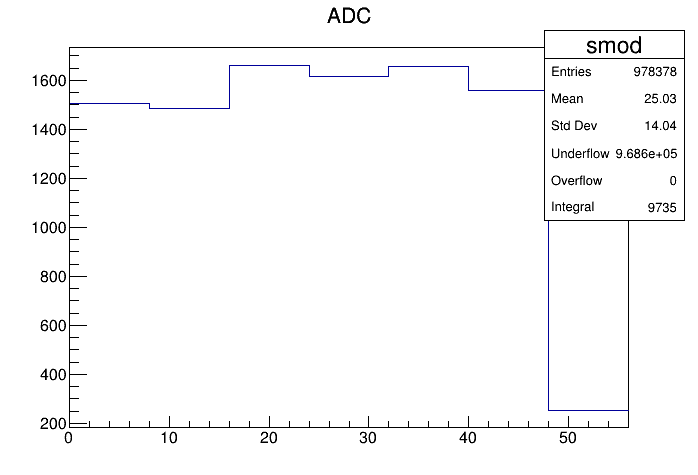 ADC
smod
Entries 978378
Mean 25.03
Std Dev 14.04
Underflow 9.686e+05
Overflow 0
Integral 9735
1600
1400
1200
1000
800
600
400
200
0 10 20 30 40 50